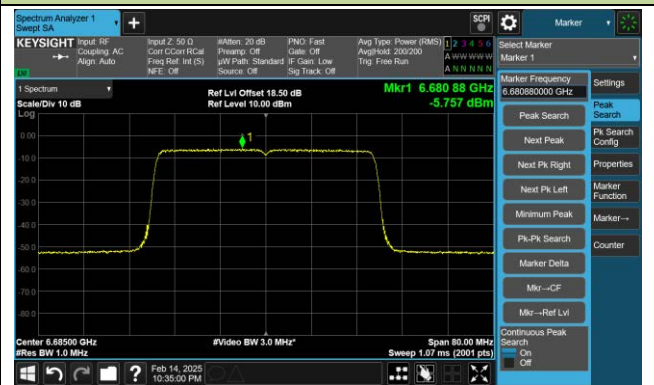 Spectrum Analyzer 1
Swept SA
SCPI
Marker
KEYSIGHT
Input: RF
Coupling: AC
Align: Auto
Input Z: 50 Ω
Corr CCorr RCal
Freq Ref: Int (S)
NFE: Off
#Atten: 20 dB
Preamp: Off
µW Path: Standard
Source: Off
PNO: Fast
Gate: Off
IF Gain: Low
Sig Track: Off
Avg Type: Power (RMS)
Avg|Hold: 200/200
Trig: Free Run
1 2 3 4 5 6
A W W W W W
A N N N N N
Select Marker
Marker 1
1 Spectrum
Scale/Div 10 dB
Log
Ref Lvl Offset 18.50 dB
Ref Level 10.00 dBm
Mkr1 6.680 88 GHz
-5.757 dBm
0.00
-10.0
-20.0
-30.0
-40.0
-50.0
-60.0
-70.0
-80.0
1
Center 6.68500 GHz
#Res BW 1.0 MHz
#Video BW 3.0 MHz*
Span 80.00 MHz
Sweep 1.07 ms (2001 pts)
Feb 14, 2025
10:35:00 PM
Marker Frequency
6.680880000 GHz
Peak Search
Next Peak
Next Pk Right
Next Pk Left
Minimum Peak
Pk-Pk Search
Marker Delta
Mkr→CF
Mkr→Ref Lvl
Continuous Peak
Search
On
Off
Settings
Peak
Search
Pk Search
Config
Properties
Marker
Function
Marker→
Counter